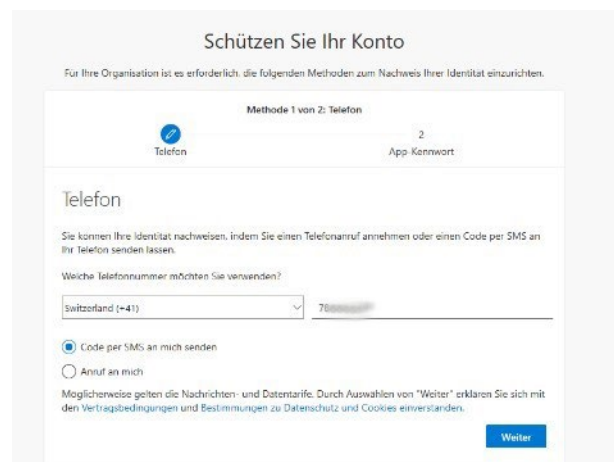 Schützen Sie Ihr Konto
Für Ihre Organisation ist es erforderlich, die folgenden Methoden zum Nachweis Ihrer Identität einzurichten.
Methode 1 von 2: Telefon
2
Telefon
App-Kennwort
Telefon
Sie können Ihre Identität nachweisen, indem Sie einen Telefonanruf annehmen oder einen Code per SMS an
Ihr Telefon senden lassen.
Welche Telefonnummer möchten Sie verwenden?
Switzerland (+41)
Code per SMS an mich senden
Anruf an mich
Möglicherweise gelten die Nachrichten- und Datentarife. Durch Auswählen von "Weiter" erklären Sie sich mit
den Vertragsbedingungen und Bestimmungen zu Datenschutz und Cookies einverstanden.
Weiter